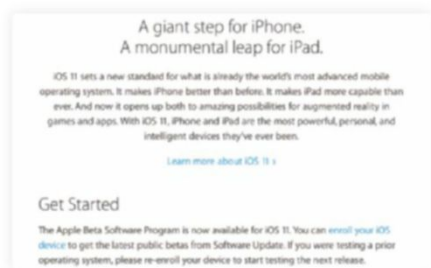 A giant step for iPhone.
A monumental leap for iPad.
iOS 11 sets a new standard for what is already the world's most advanced mobile
operating system. It makes iPhone better than before. It makes iPad more capable than
ever. And now it opens up both to amazing possibilities for augmented reality in
games and apps. With iOS 11, iPhone and iPad are the most powerful, personal, and
intelligent devices they've ever been.
Learn more about iOS 11 ›
Get Started
The Apple Beta Software Program is now available for iOS 11. You can enroll your iOS
device to get the latest public betas from Software Update. If you were testing a prior
operating system, please re-enroll your device to start testing the next release.